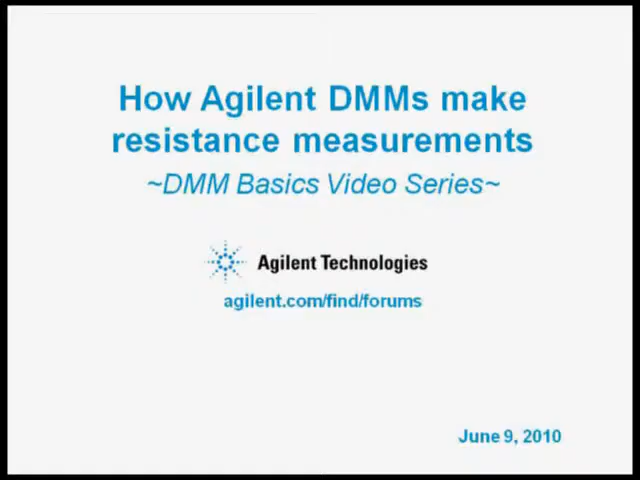 How Agilent DMMs make
resistance measurements
~DMM Basics Video Series~
Agilent Technologies
agilent.com/find/forums
June 9, 2010